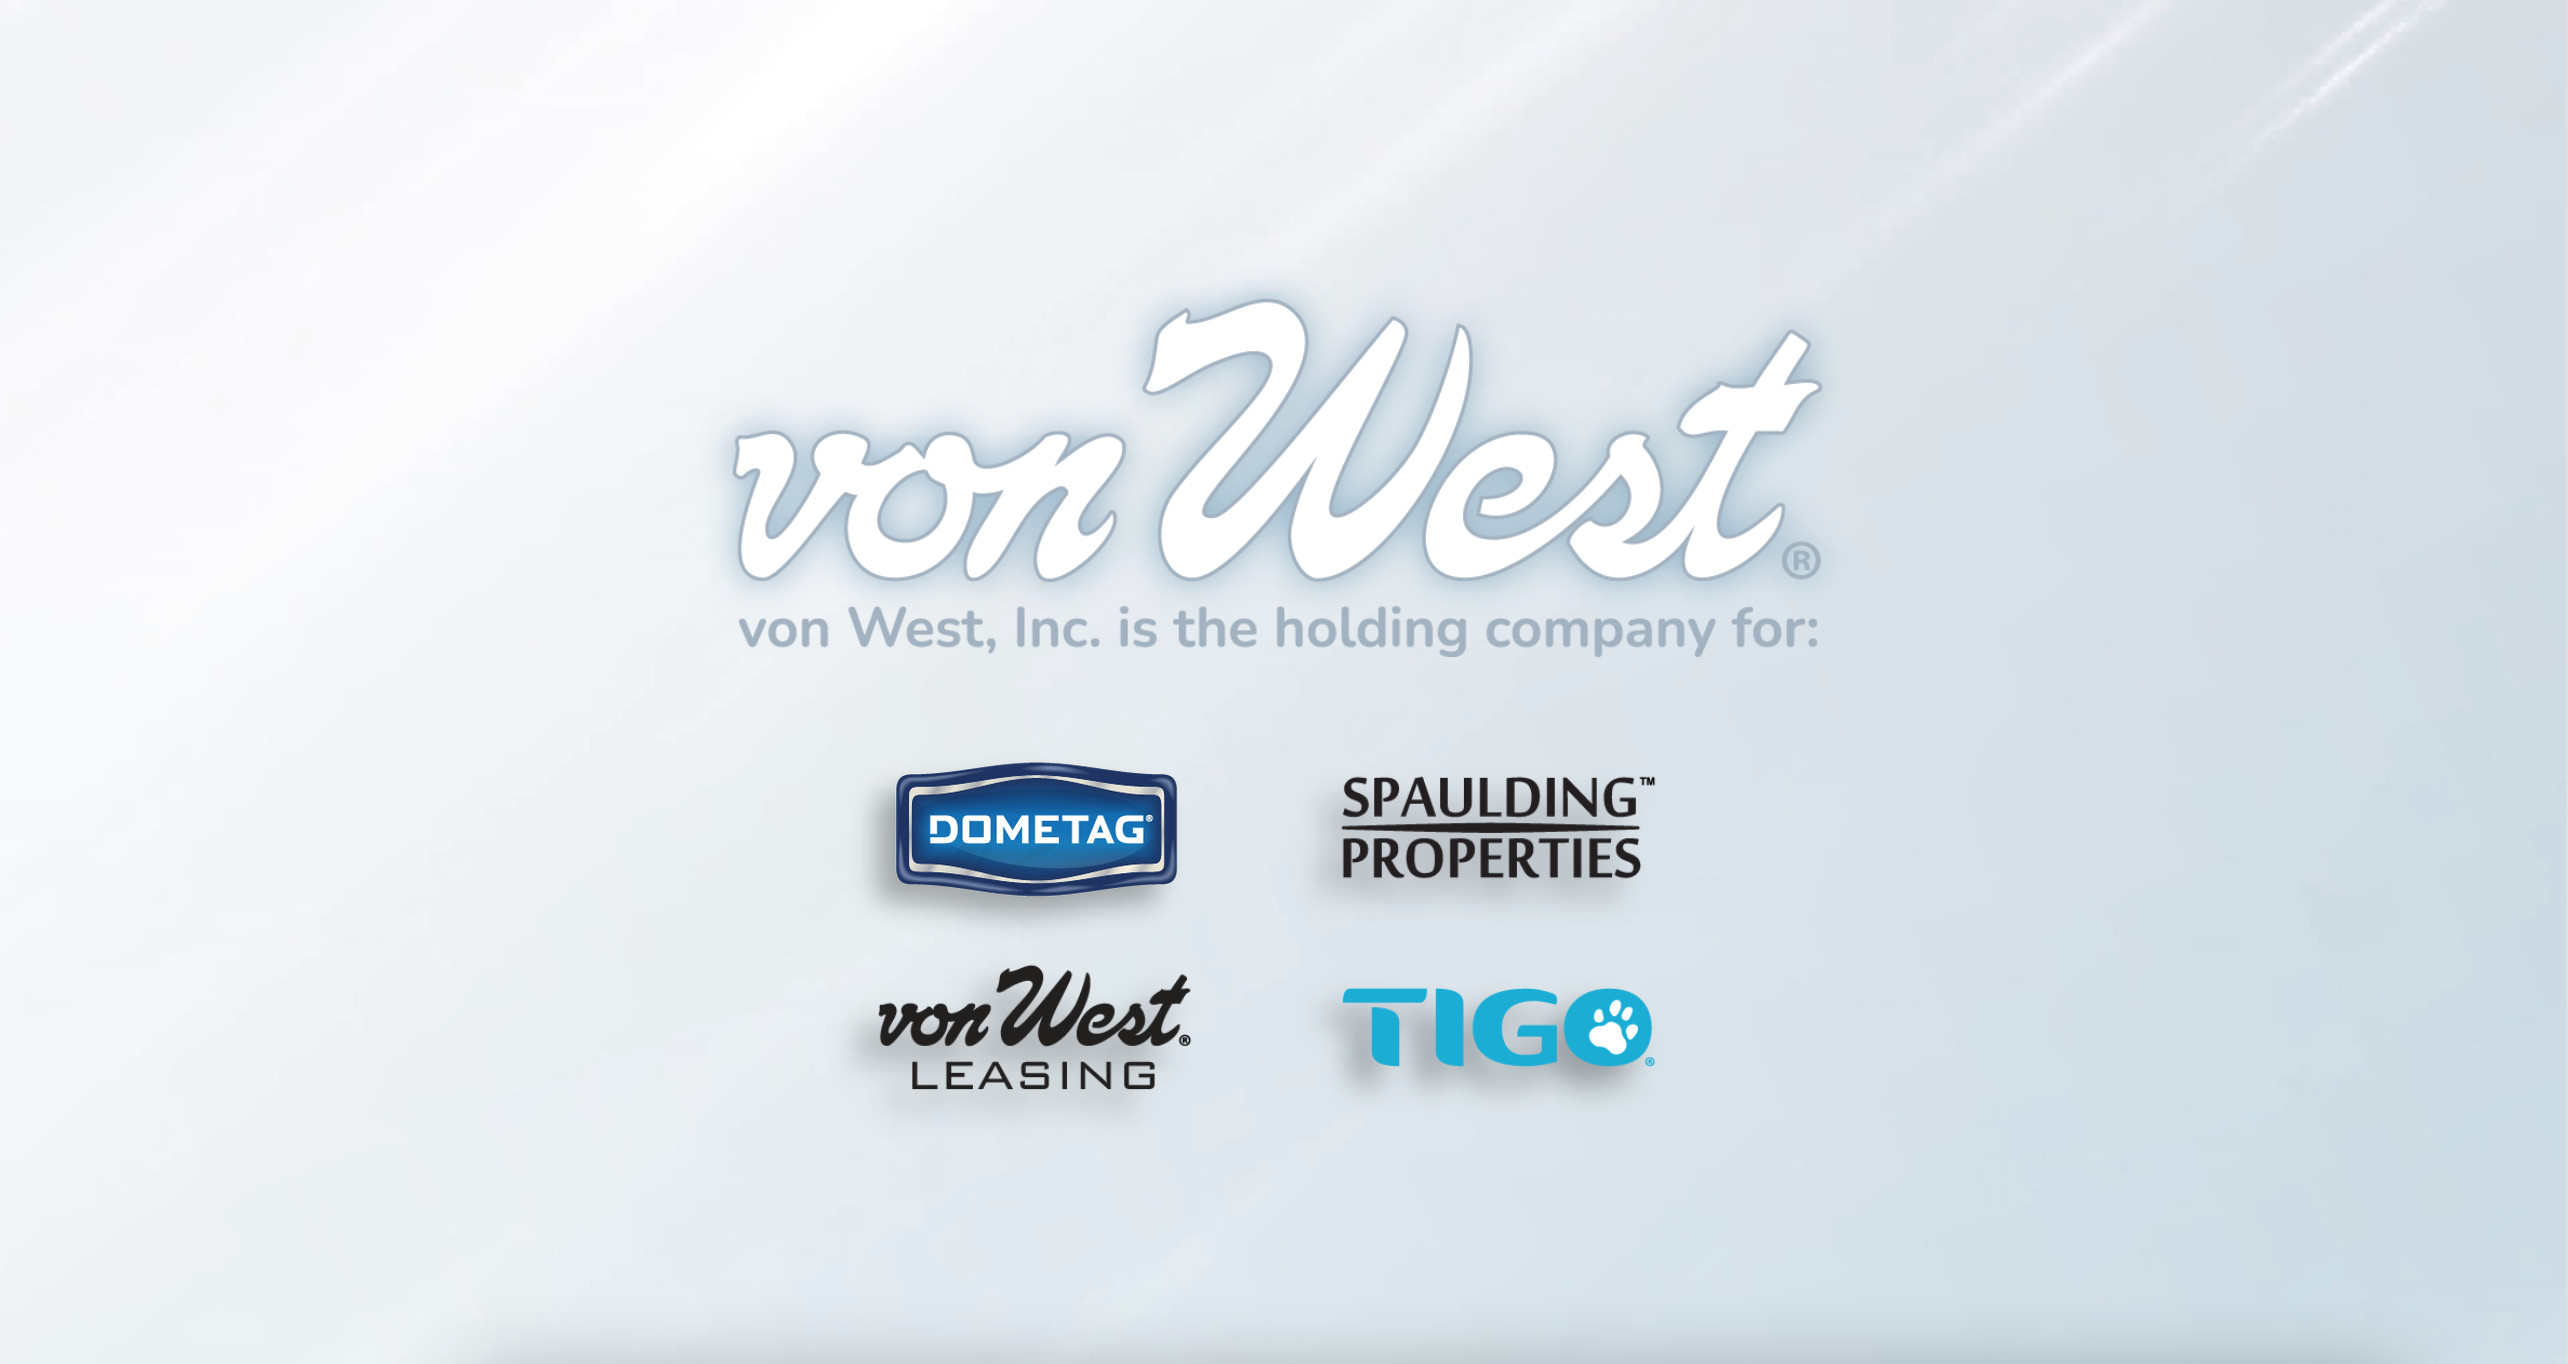 von West®
von West, Inc. is the holding company for:
DOMETAG®
SPAULDING™
PROPERTIES
von West®
LEASING
TIGO®